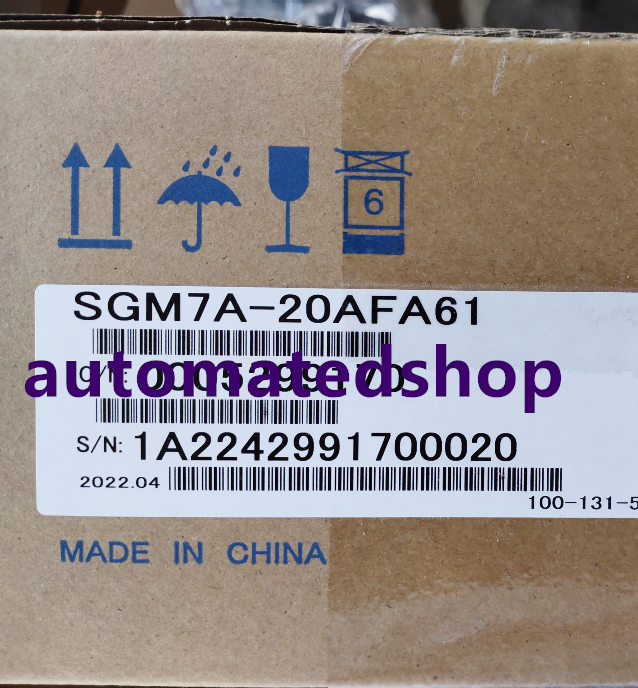 6
SGM7A-20AFA61
automatedshop
S/N: 1A2242991700020
2022.04
100-131-5
MADE IN CHINA